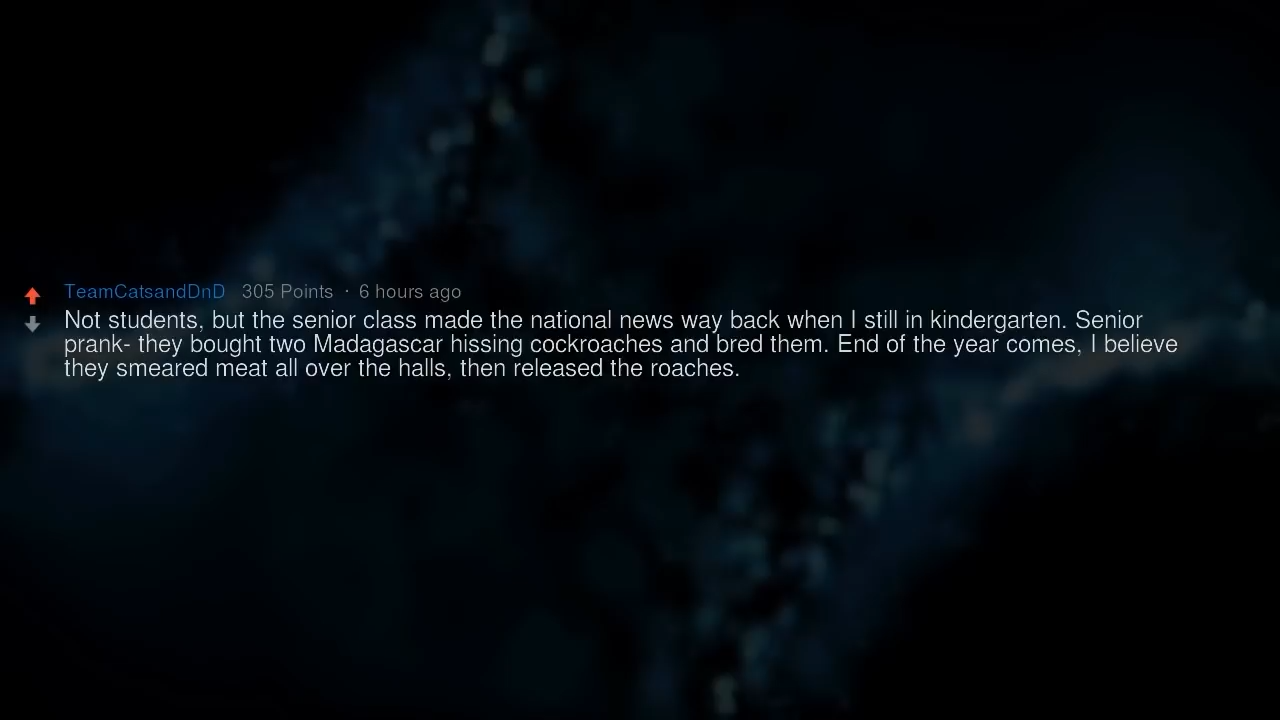 TeamCatsandDnD 305 Points · 6 hours ago
Not students, but the senior class made the national news way back when I still in kindergarten. Senior
prank- they bought two Madagascar hissing cockroaches and bred them. End of the year comes, I believe
they smeared meat all over the halls, then released the roaches.